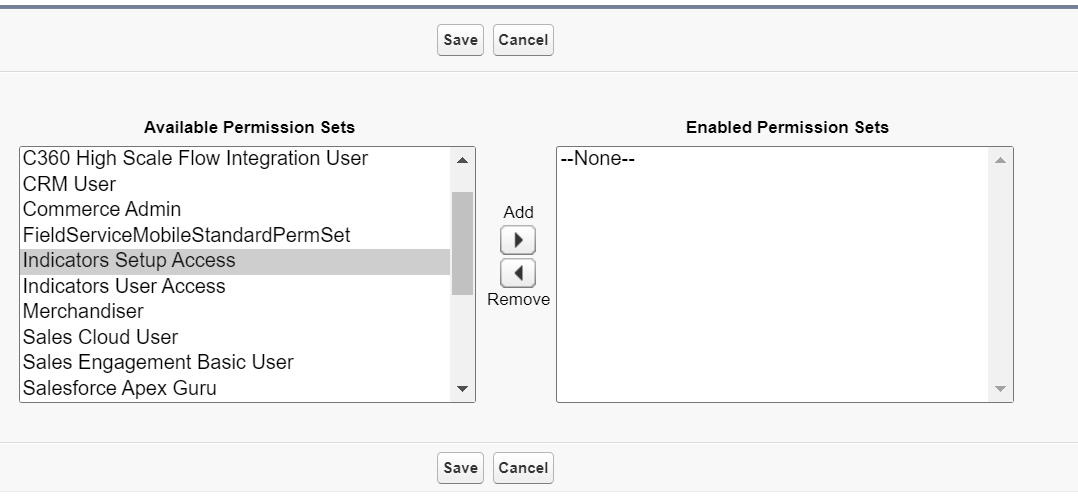 Save Cancel
Available Permission Sets
C360 High Scale Flow Integration User
CRM User
Commerce Admin
FieldServiceMobileStandardPermSet
Indicators Setup Access
Indicators User Access
Merchandiser
Sales Cloud User
Sales Engagement Basic User
Salesforce Apex Guru
Add
Remove
Enabled Permission Sets
--None--
Save Cancel